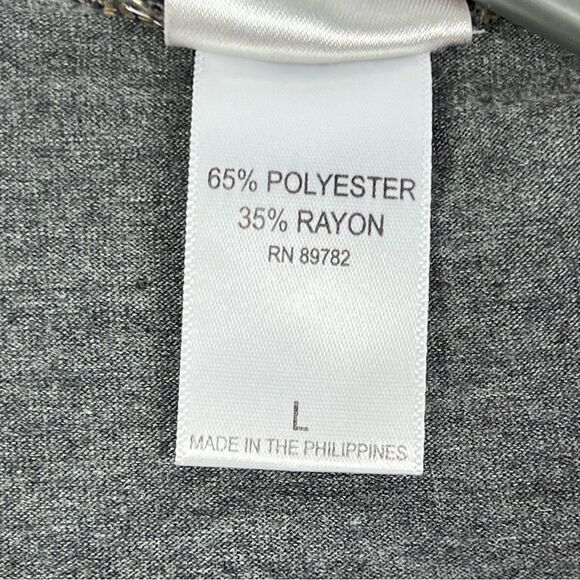 65% POLYESTER
35% RAYON
RN 89782
L
MADE IN THE PHILIPPINES